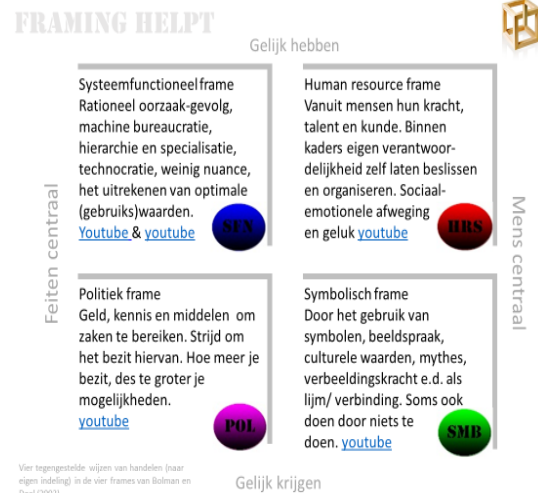 FRAMING HELPT
Gelijk hebben
Systeemfunctioneel frame
Rationeel oorzaak-gevolg,
machine bureaucratie,
hierarchie en specialisatie,
technocratie, weinig nuance,
het uitrekenen van optimale
(gebruiks)waarden.
Youtube & youtube
SFN
Human resource frame
Vanuit mensen hun kracht,
talent en kunde. Binnen
kaders eigen verantwoor-
delijkheid zelf laten beslissen
en organiseren. Sociaal-
emotionele afweging
en geluk youtube
HRS
Feiten centraal
Mens centraal
Politiek frame
Geld, kennis en middelen om
zaken te bereiken. Strijd om
het bezit hiervan. Hoe meer je
bezit, des te groter je
mogelijkheden.
youtube
POL
Symbolisch frame
Door het gebruik van
symbolen, beeldspraak,
culturele waarden, mythes,
verbeeldingskracht e.d. als
lijm/ verbinding. Soms ook
doen door niets te
doen. youtube
SMB
Vier tegengestelde wijzen van handelen (naar
eigen indeling) in de vier frames van Bolman en
Gelijk krijgen